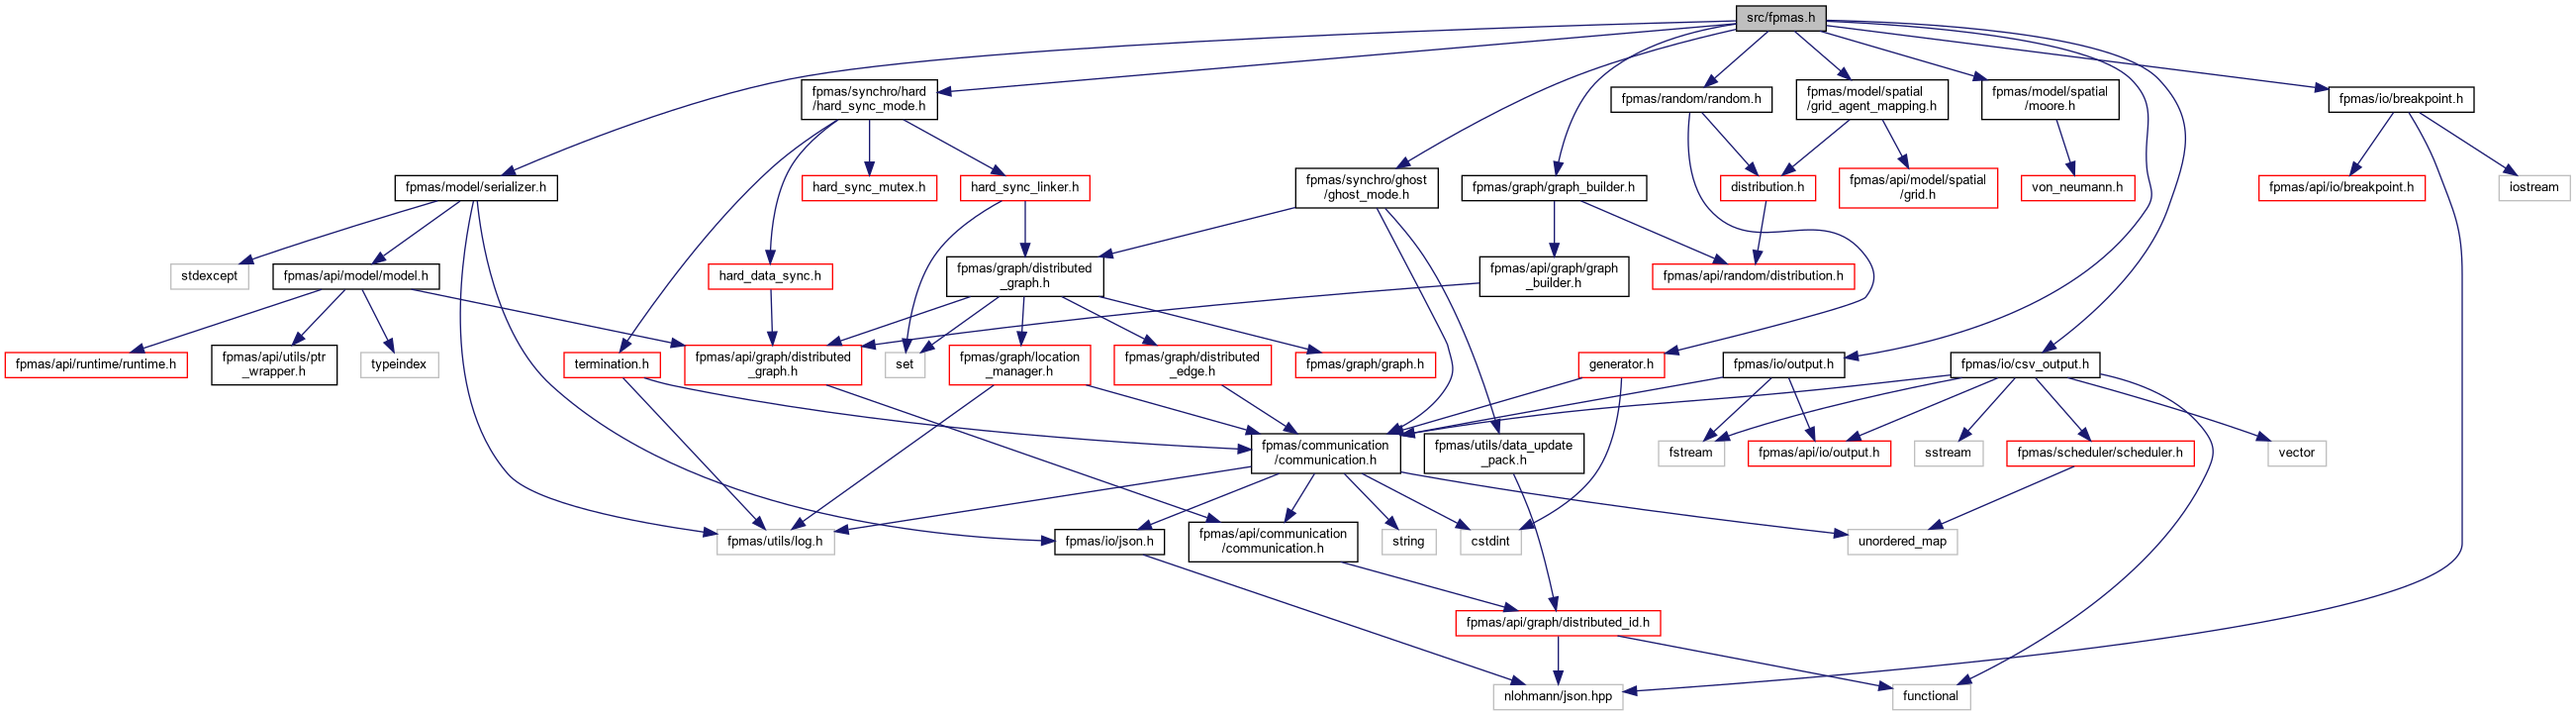 src/fpmas.h
fpmas/synchro/hard
/hard_sync_mode.h
fpmas/random/random.h
fpmas/model/spatial
/grid_agent_mapping.h
fpmas/model/spatial
/moore.h
fpmas/io/breakpoint.h
fpmas/model/serializer.h
hard_sync_mutex.h
hard_sync_linker.h
fpmas/synchro/ghost
/ghost_mode.h
fpmas/graph/graph_builder.h
distribution.h
fpmas/api/model/spatial
/grid.h
von_neumann.h
fpmas/api/io/breakpoint.h
iostream
stdexcept
fpmas/api/model/model.h
hard_data_sync.h
fpmas/graph/distributed
_graph.h
fpmas/api/graph/graph
_builder.h
fpmas/api/random/distribution.h
fpmas/api/runtime/runtime.h
fpmas/api/utils/ptr
_wrapper.h
typeindex
termination.h
fpmas/api/graph/distributed
_graph.h
set
fpmas/graph/location
_manager.h
fpmas/graph/distributed
_edge.h
fpmas/graph/graph.h
generator.h
fpmas/io/output.h
fpmas/io/csv_output.h
fpmas/communication
/communication.h
fpmas/utils/data_update
_pack.h
fstream
fpmas/api/io/output.h
sstream
fpmas/scheduler/scheduler.h
vector
fpmas/utils/log.h
fpmas/io/json.h
fpmas/api/communication
/communication.h
string
cstdint
unordered_map
fpmas/api/graph/distributed_id.h
nlohmann/json.hpp
functional